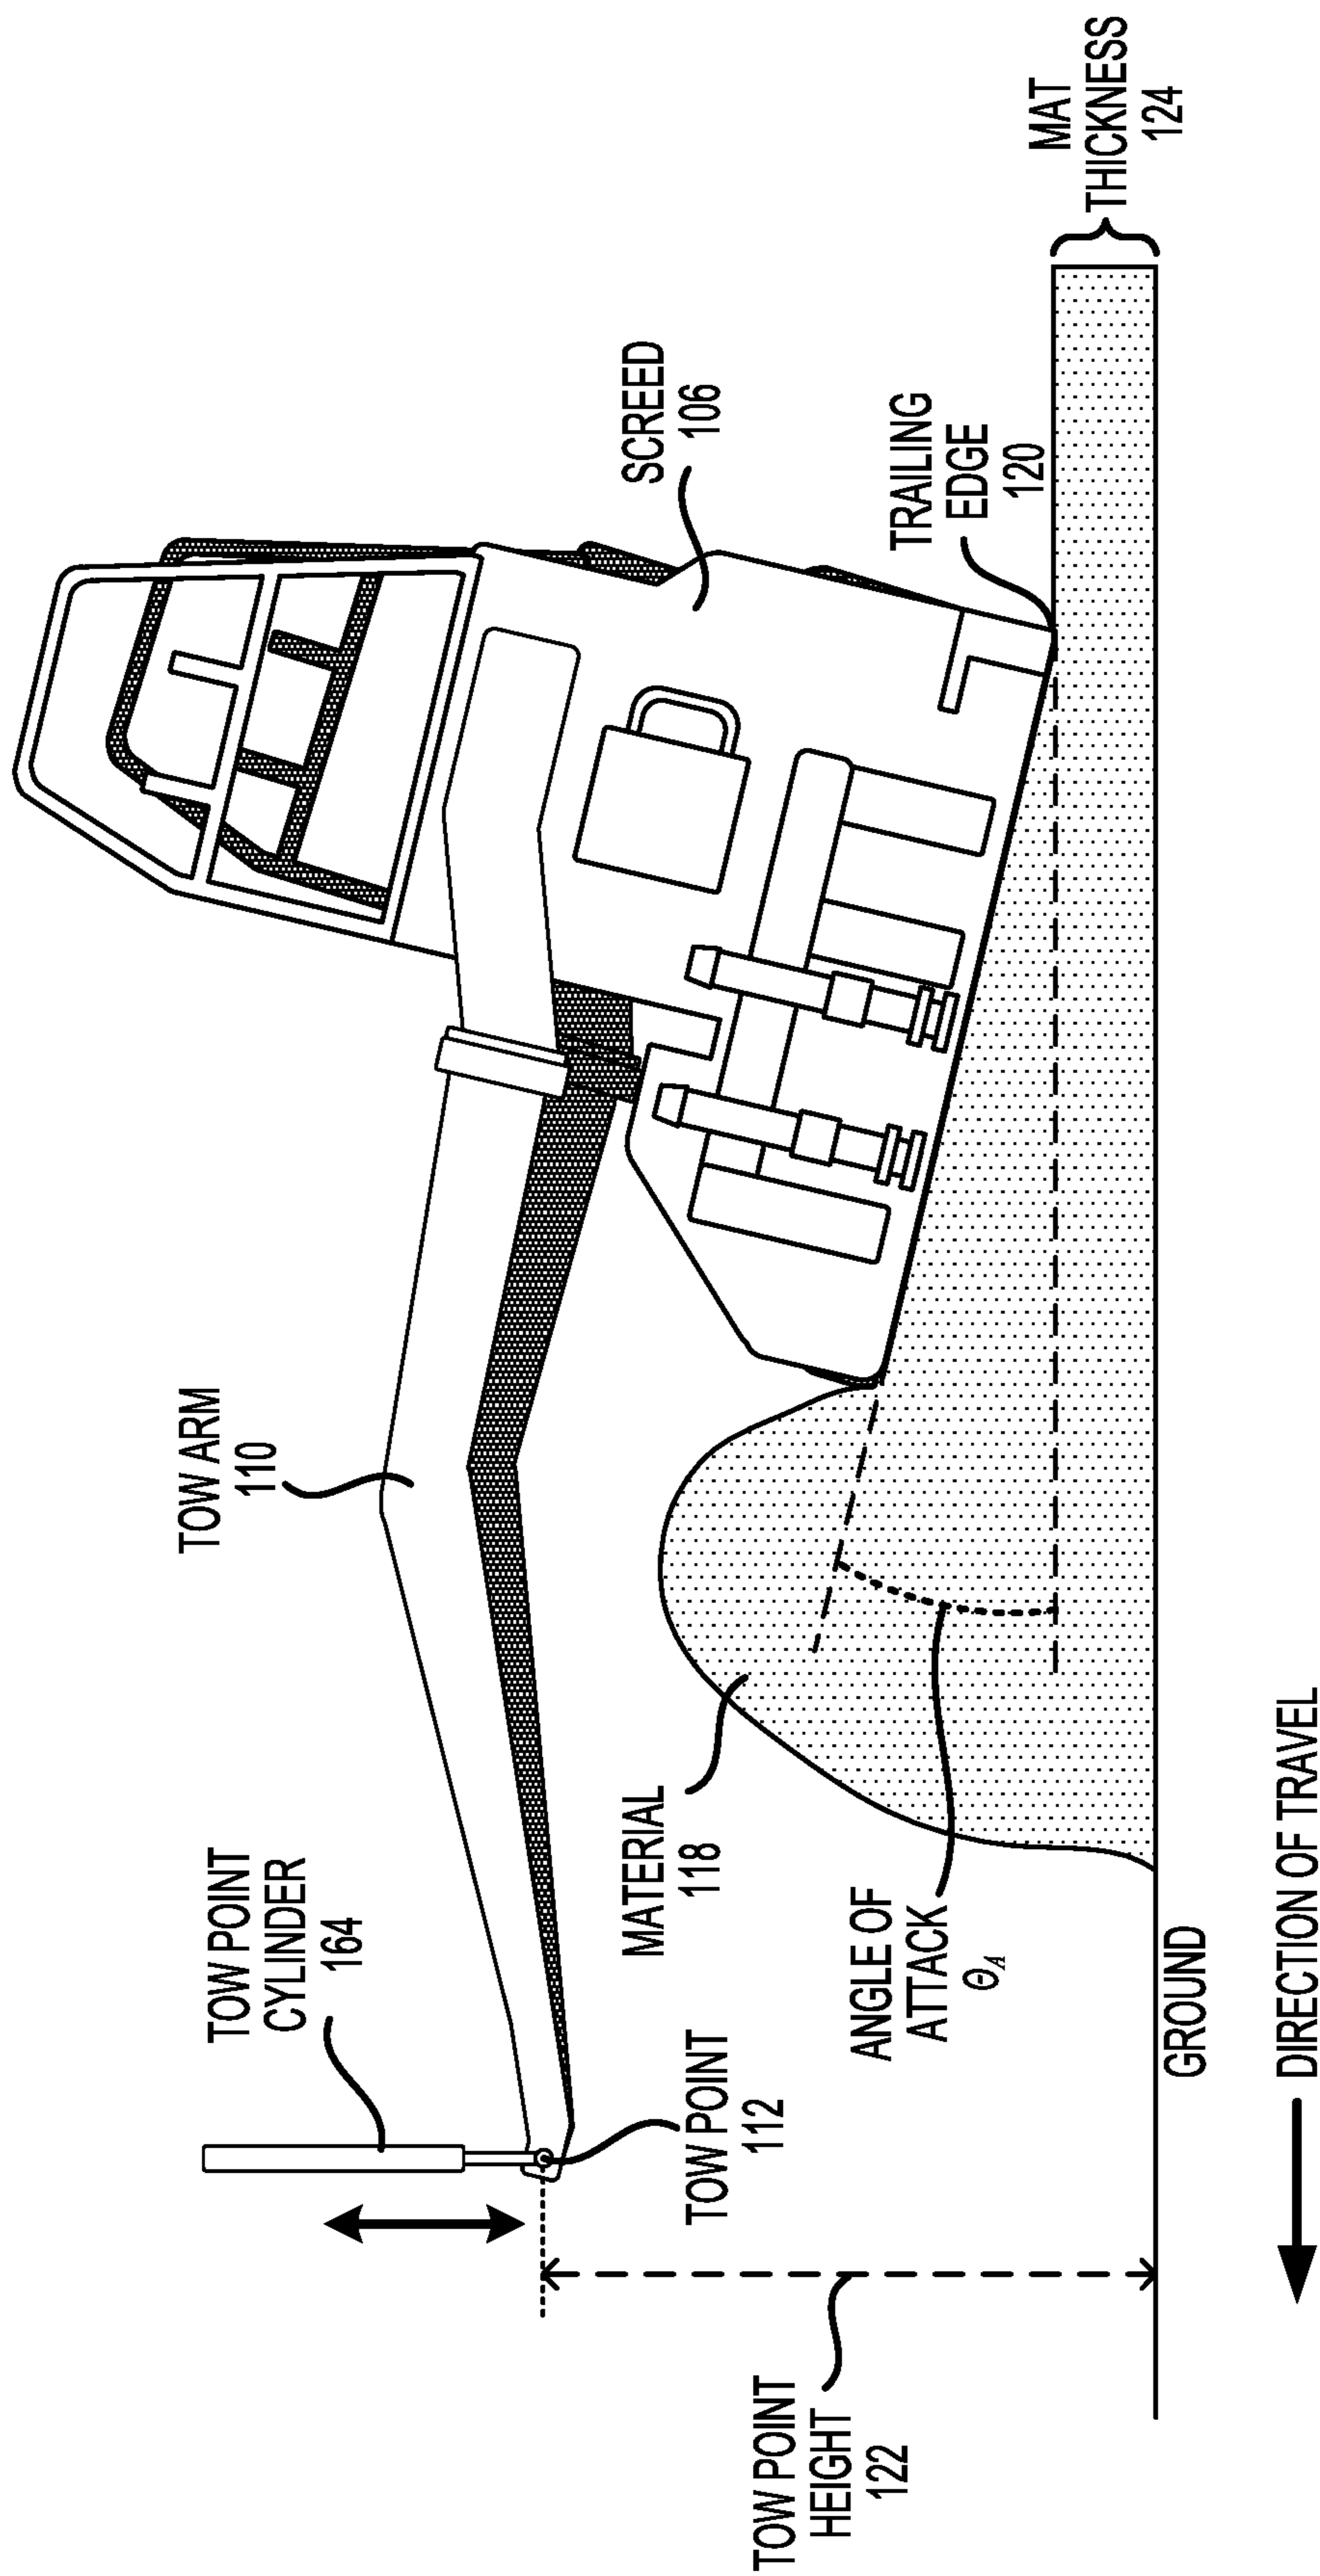 TOW POINT
CYLINDER
164
TOW ARM
110
SCREED
106
TOW POINT
112
MATERIAL
118
TRAILING
EDGE
120
TOW POINT
HEIGHT
122
ANGLE OF
ATTACK
Θ_A
MAT
THICKNESS
124
GROUND
DIRECTION OF TRAVEL